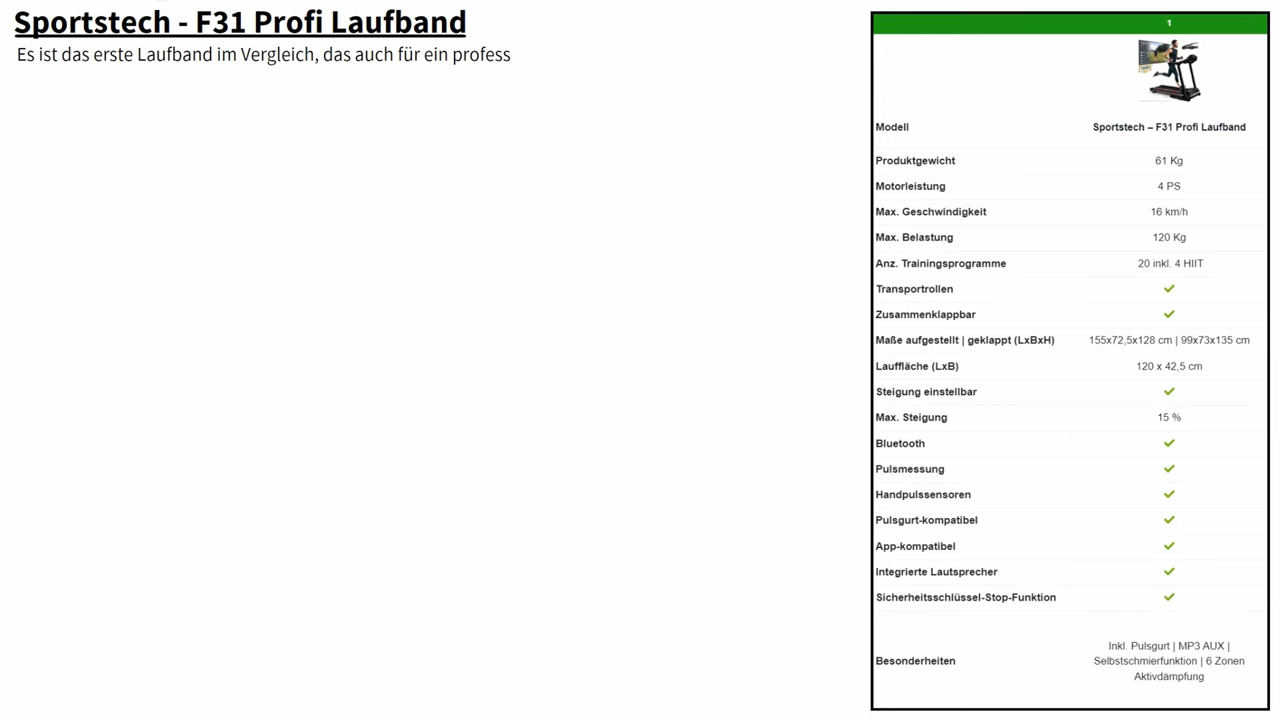 Sportstech - F31 Profi Laufband
Es ist das erste Laufband im Vergleich, das auch für ein profess
1
Modell Sportstech – F31 Profi Laufband
Produktgewicht 61 Kg
Motorleistung 4 PS
Max. Geschwindigkeit 16 km/h
Max. Belastung 120 Kg
Anz. Trainingsprogramme 20 inkl. 4 HIIT
Transportrollen ✓
Zusammenklappbar ✓
Maße aufgestellt | geklappt (LxBxH) 155x72,5x128 cm | 99x73x135 cm
Lauffläche (LxB) 120 x 42,5 cm
Steigung einstellbar ✓
Max. Steigung 15 %
Bluetooth ✓
Pulsmessung ✓
Handpulssensoren ✓
Pulsgurt-kompatibel ✓
App-kompatibel ✓
Integrierte Lautsprecher ✓
Sicherheitsschlüssel-Stop-Funktion ✓
Besonderheiten
Inkl. Pulsgurt | MP3 AUX |
Selbstschmierfunktion | 6 Zonen
Aktivdämpfung